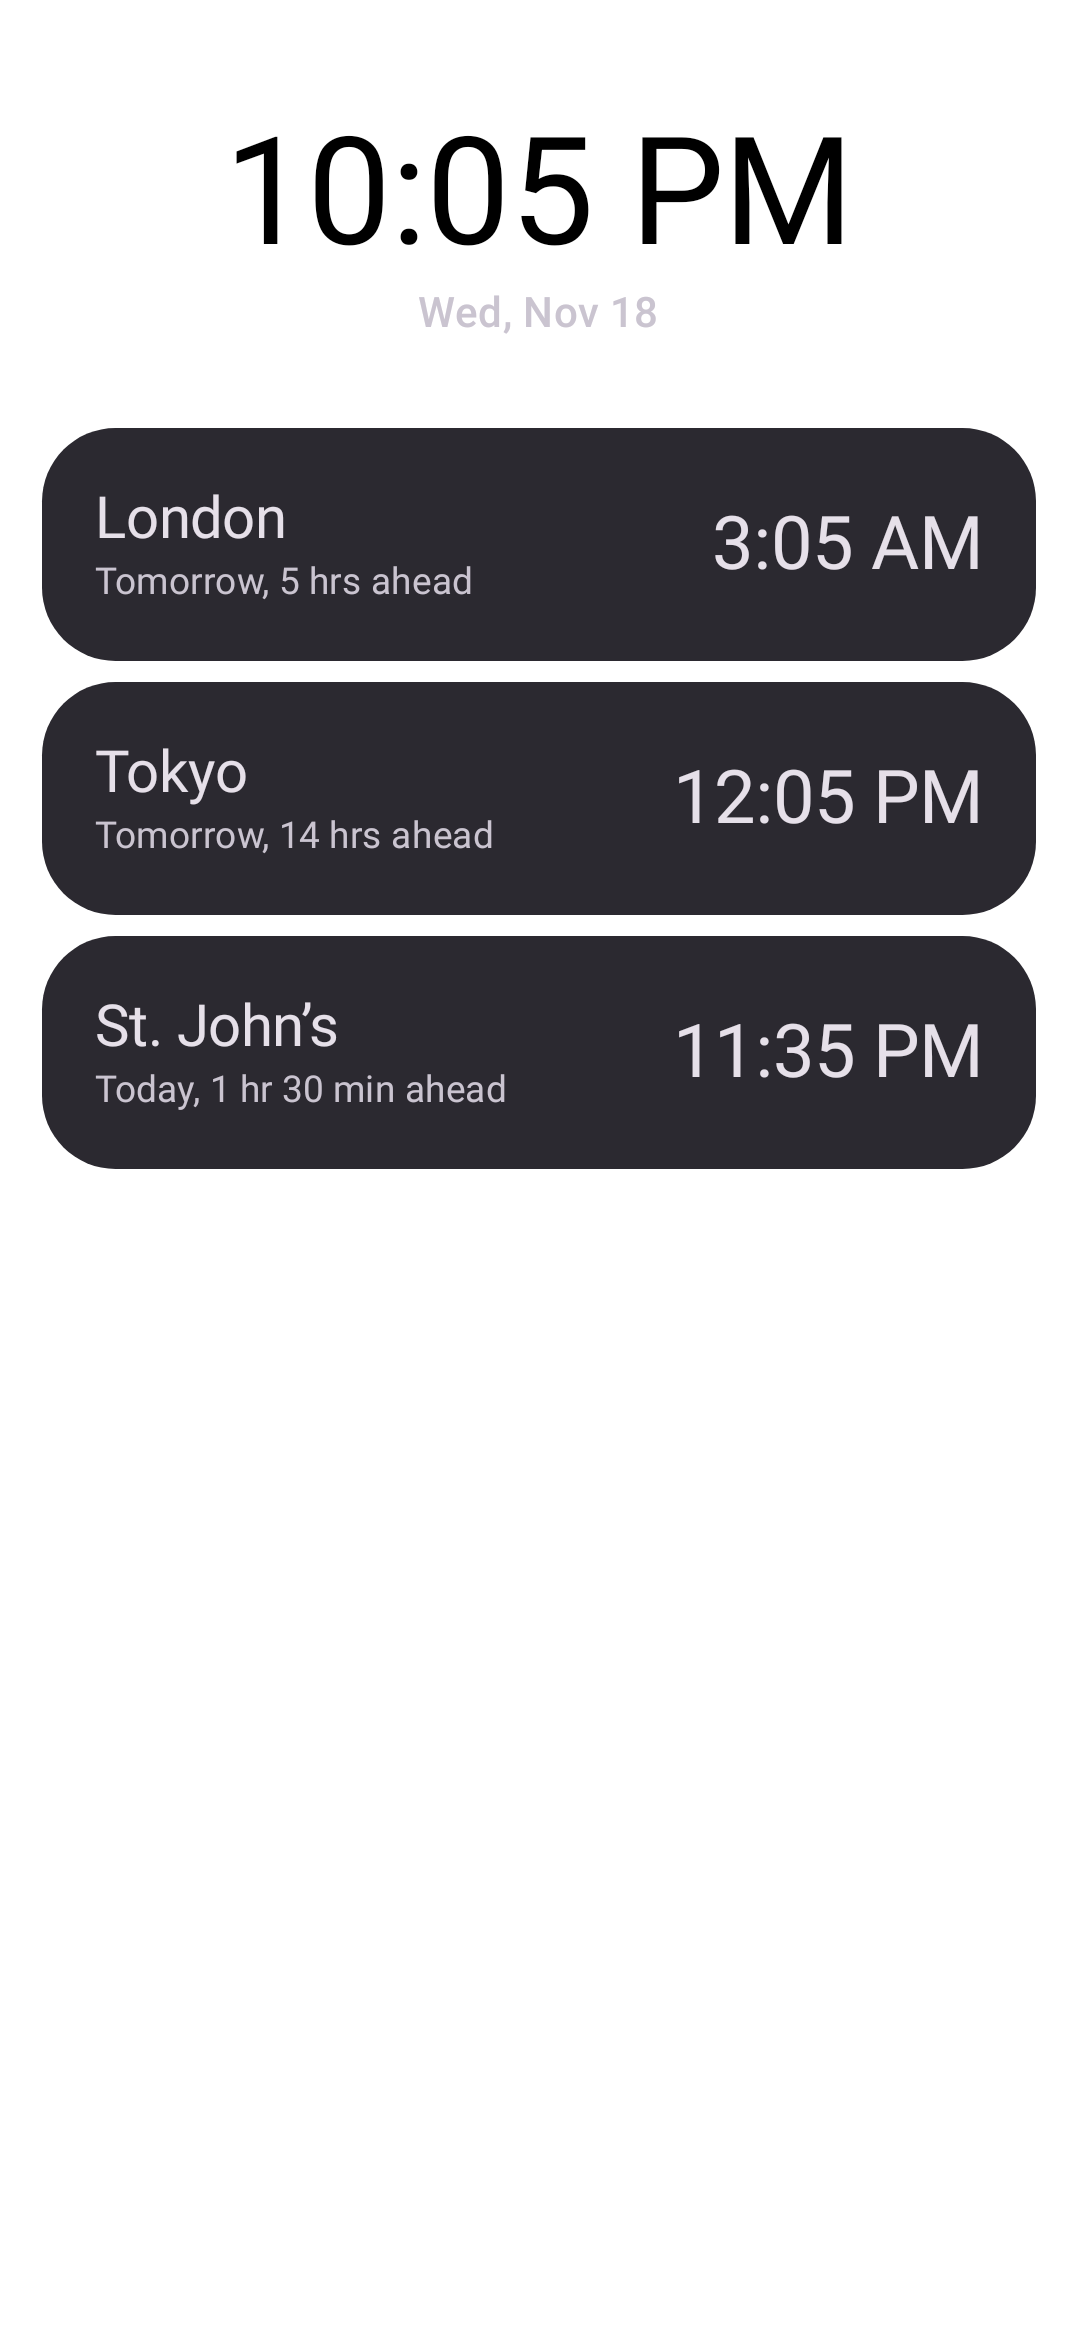 10:05 PM
Wed, Nov 18
London
Tomorrow, 5 hrs ahead
3:05 AM
Tokyo
Tomorrow, 14 hrs ahead
12:05 PM
St. John’s
Today, 1 hr 30 min ahead
11:35 PM